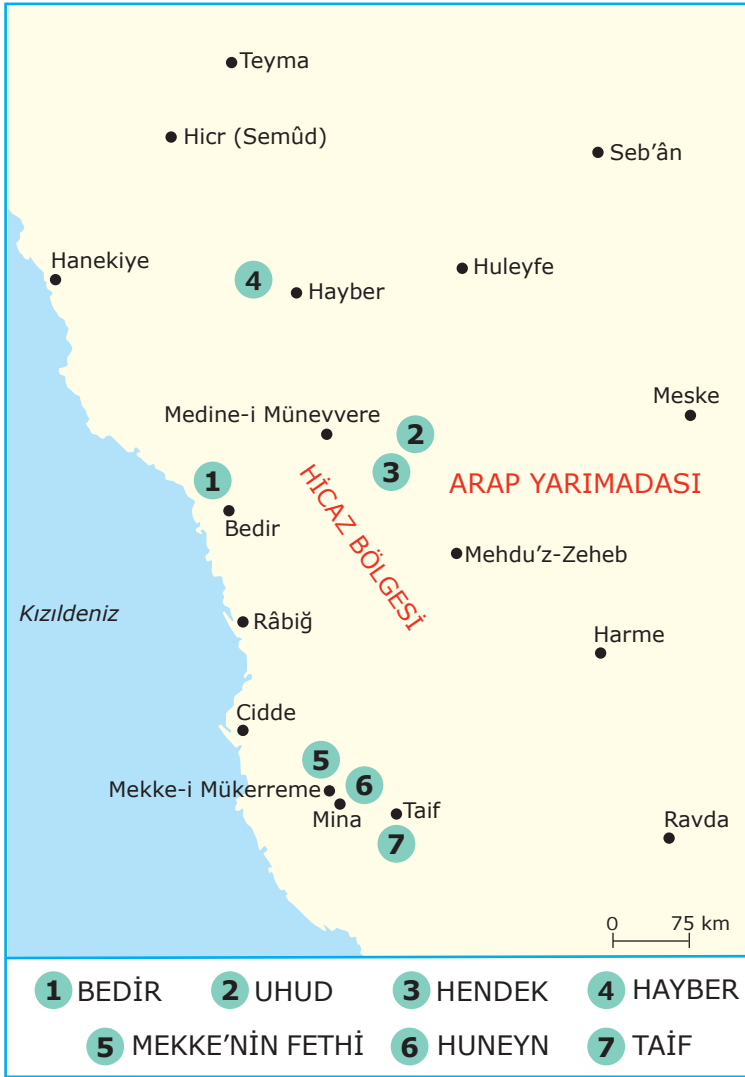 Teyma
Hicr (Semûd)
Seb’ân
Hanekiye
Huleyfe
4
Hayber
Meske
Medine-i Münevvere
2
3
1
ARAP YARIMADASI
HİCAZ BÖLGESİ
Bedir
Mehdu’z-Zeheb
Kızıldeniz
Râbiğ
Harme
Cidde
5
Mekke-i Mükerreme
6
Mina
Taif
7
Ravda
0 75 km
1 BEDİR 2 UHUD 3 HENDEK 4 HAYBER
5 MEKKE’NİN FETHİ 6 HUNEYN 7 TAİF